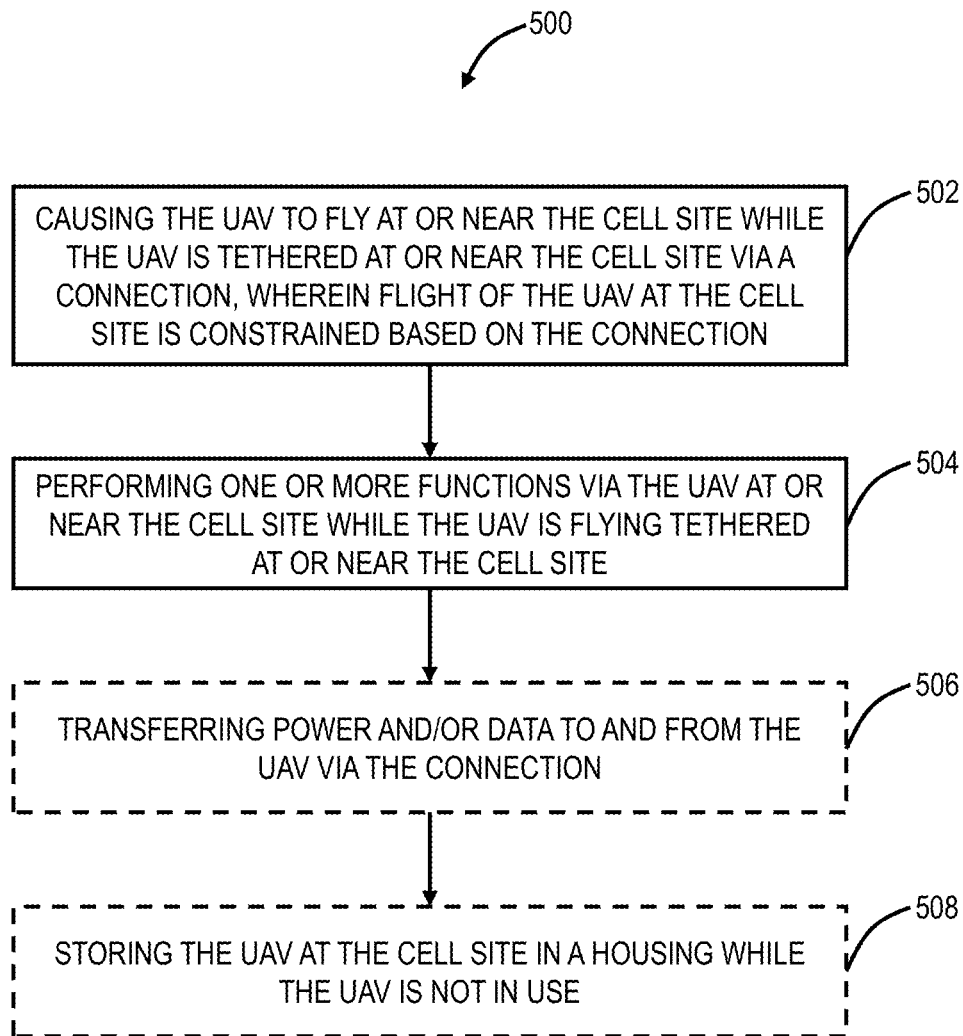 500
502
CAUSING THE UAV TO FLY AT OR NEAR THE CELL SITE WHILE
THE UAV IS TETHERED AT OR NEAR THE CELL SITE VIA A
CONNECTION, WHEREIN FLIGHT OF THE UAV AT THE CELL
SITE IS CONSTRAINED BASED ON THE CONNECTION
504
PERFORMING ONE OR MORE FUNCTIONS VIA THE UAV AT OR
NEAR THE CELL SITE WHILE THE UAV IS FLYING TETHERED
AT OR NEAR THE CELL SITE
506
TRANSFERRING POWER AND/OR DATA TO AND FROM THE
UAV VIA THE CONNECTION
508
STORING THE UAV AT THE CELL SITE IN A HOUSING WHILE
THE UAV IS NOT IN USE